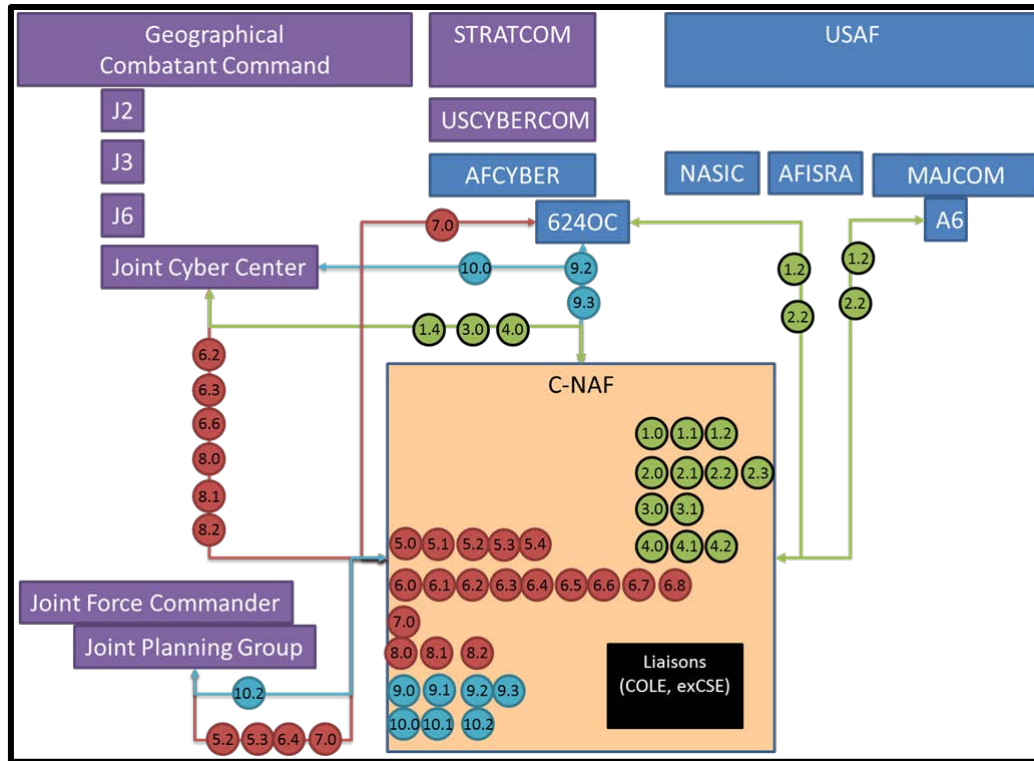 Geographical
Combatant Command
STRATCOM
USAF
J2
USCYBERCOM
J3
AFCYBER
NASIC
AFISRA
MAJCOM
J6
7.0
624OC
A6
Joint Cyber Center
10.0
9.2
1.2
1.2
9.3
2.2
2.2
1.4
3.0
4.0
6.2
6.3
6.6
8.0
8.1
8.2
C-NAF
1.0
1.1
1.2
2.0
2.1
2.2
2.3
3.0
3.1
4.0
4.1
4.2
5.0
5.1
5.2
5.3
5.4
6.0
6.1
6.2
6.3
6.4
6.5
6.6
6.7
6.8
7.0
8.0
8.1
8.2
9.0
9.1
9.2
9.3
10.0
10.1
10.2
Liaisons
(COLE, exCSE)
Joint Force Commander
Joint Planning Group
10.2
5.2
5.3
6.4
7.0